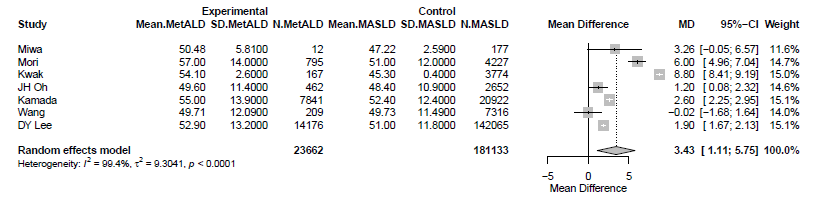 Experimental Control
Study Mean.MetALD SD.MetALD N.MetALD Mean.MASLD SD.MASLD N.MASLD Mean Difference MD 95%−CI Weight
Miwa 50.48 5.8100 12 47.22 2.5900 177 3.26 [−0.05; 6.57] 11.6%
Mori 57.00 14.0000 795 51.00 12.0000 4227 6.00 [ 4.96; 7.04] 14.7%
Kwak 54.10 2.6000 167 45.30 0.4000 3774 8.80 [ 8.41; 9.19] 15.0%
JH Oh 49.60 11.4000 462 48.40 10.9000 2652 1.20 [ 0.08; 2.32] 14.6%
Kamada 55.00 13.9000 7841 52.40 12.4000 20922 2.60 [ 2.25; 2.95] 15.1%
Wang 49.71 12.0900 209 49.73 11.4900 7316 −0.02 [−1.68; 1.64] 14.0%
DY Lee 52.90 13.2000 14176 51.00 11.8000 142065 1.90 [ 1.67; 2.13] 15.1%
Random effects model 23662 181133 3.43 [ 1.11; 5.75] 100.0%
Heterogeneity: I² = 99.4%, τ² = 9.3041, p < 0.0001
−5 0 5
Mean Difference